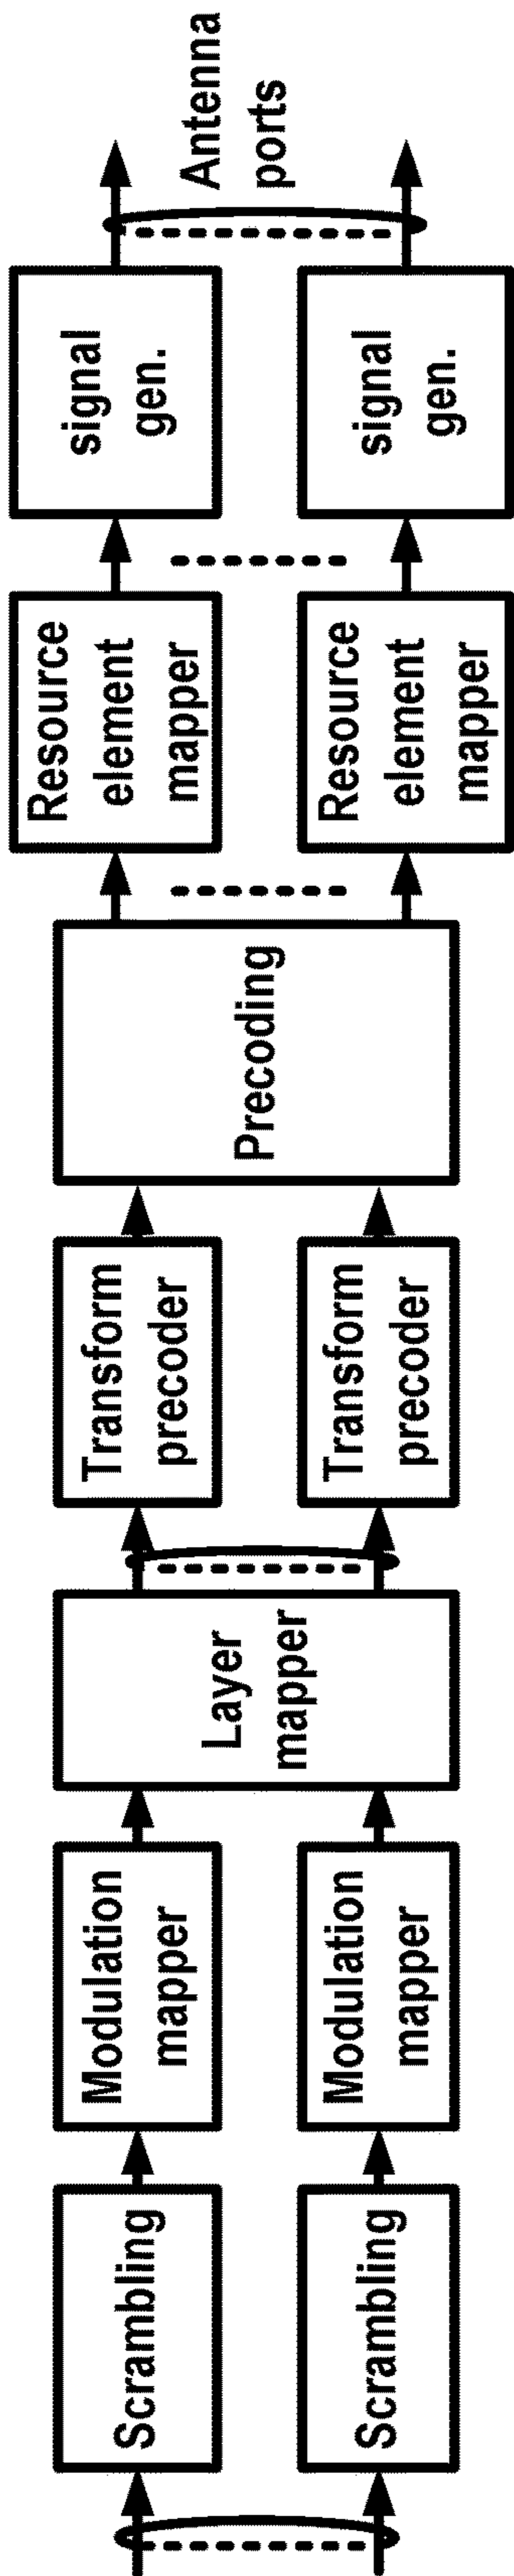 Scrambling
Scrambling
Modulation
mapper
Modulation
mapper
Layer
mapper
Transform
precoder
Transform
precoder
Precoding
Resource
element
mapper
Resource
element
mapper
signal
gen.
signal
gen.
Antenna
ports